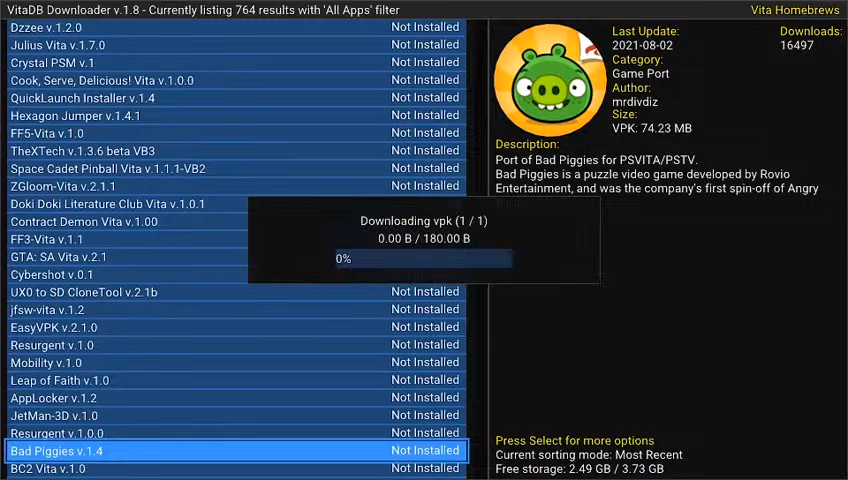 VitaDB Downloader v.1.8 - Currently listing 764 results with 'All Apps' filter
Vita Homebrews
Dzzee v.1.2.0 Not Installed
Julius Vita v.1.7.0 Not Installed
Crystal PSM v.1 Not Installed
Cook, Serve, Delicious! Vita v.1.0.0 Not Installed
QuickLaunch Installer v.1.4 Not Installed
Hexagon Jumper v.1.4.1 Not Installed
FF5-Vita v.1.0 Not Installed
TheXTech v.1.3.6 beta VB3 Not Installed
Space Cadet Pinball Vita v.1.1.1-VB2 Not Installed
ZGloom-Vita v.2.1.1 Not Installed
Doki Doki Literature Club Vita v.1.0.1
Contract Demon Vita v.1.00
FF3-Vita v.1.1
GTA: SA Vita v.2.1
Cybershot v.0.1
UX0 to SD CloneTool v.2.1b Not Installed
jfsw-vita v.1.2 Not Installed
EasyVPK v.2.1.0 Not Installed
Resurgent v.1.0 Not Installed
Mobility v.1.0 Not Installed
Leap of Faith v.1.0 Not Installed
AppLocker v.1.2 Not Installed
JetMan-3D v.1.0 Not Installed
Resurgent v.1.0.0 Not Installed
Bad Piggies v.1.4 Not Installed
BC2 Vita v.1.0 Not Installed
Downloading vpk (1 / 1)
0.00 B / 180.00 B
0%
Last Update:
2021-08-02
Category:
Game Port
Author:
mrdivdiz
Size:
VPK: 74.23 MB
Downloads:
16497
Description:
Port of Bad Piggies for PSVITA/PSTV.
Bad Piggies is a puzzle video game developed by Rovio
Entertainment, and was the company's first spin-off of Angry
Press Select for more options
Current sorting mode: Most Recent
Free storage: 2.49 GB / 3.73 GB